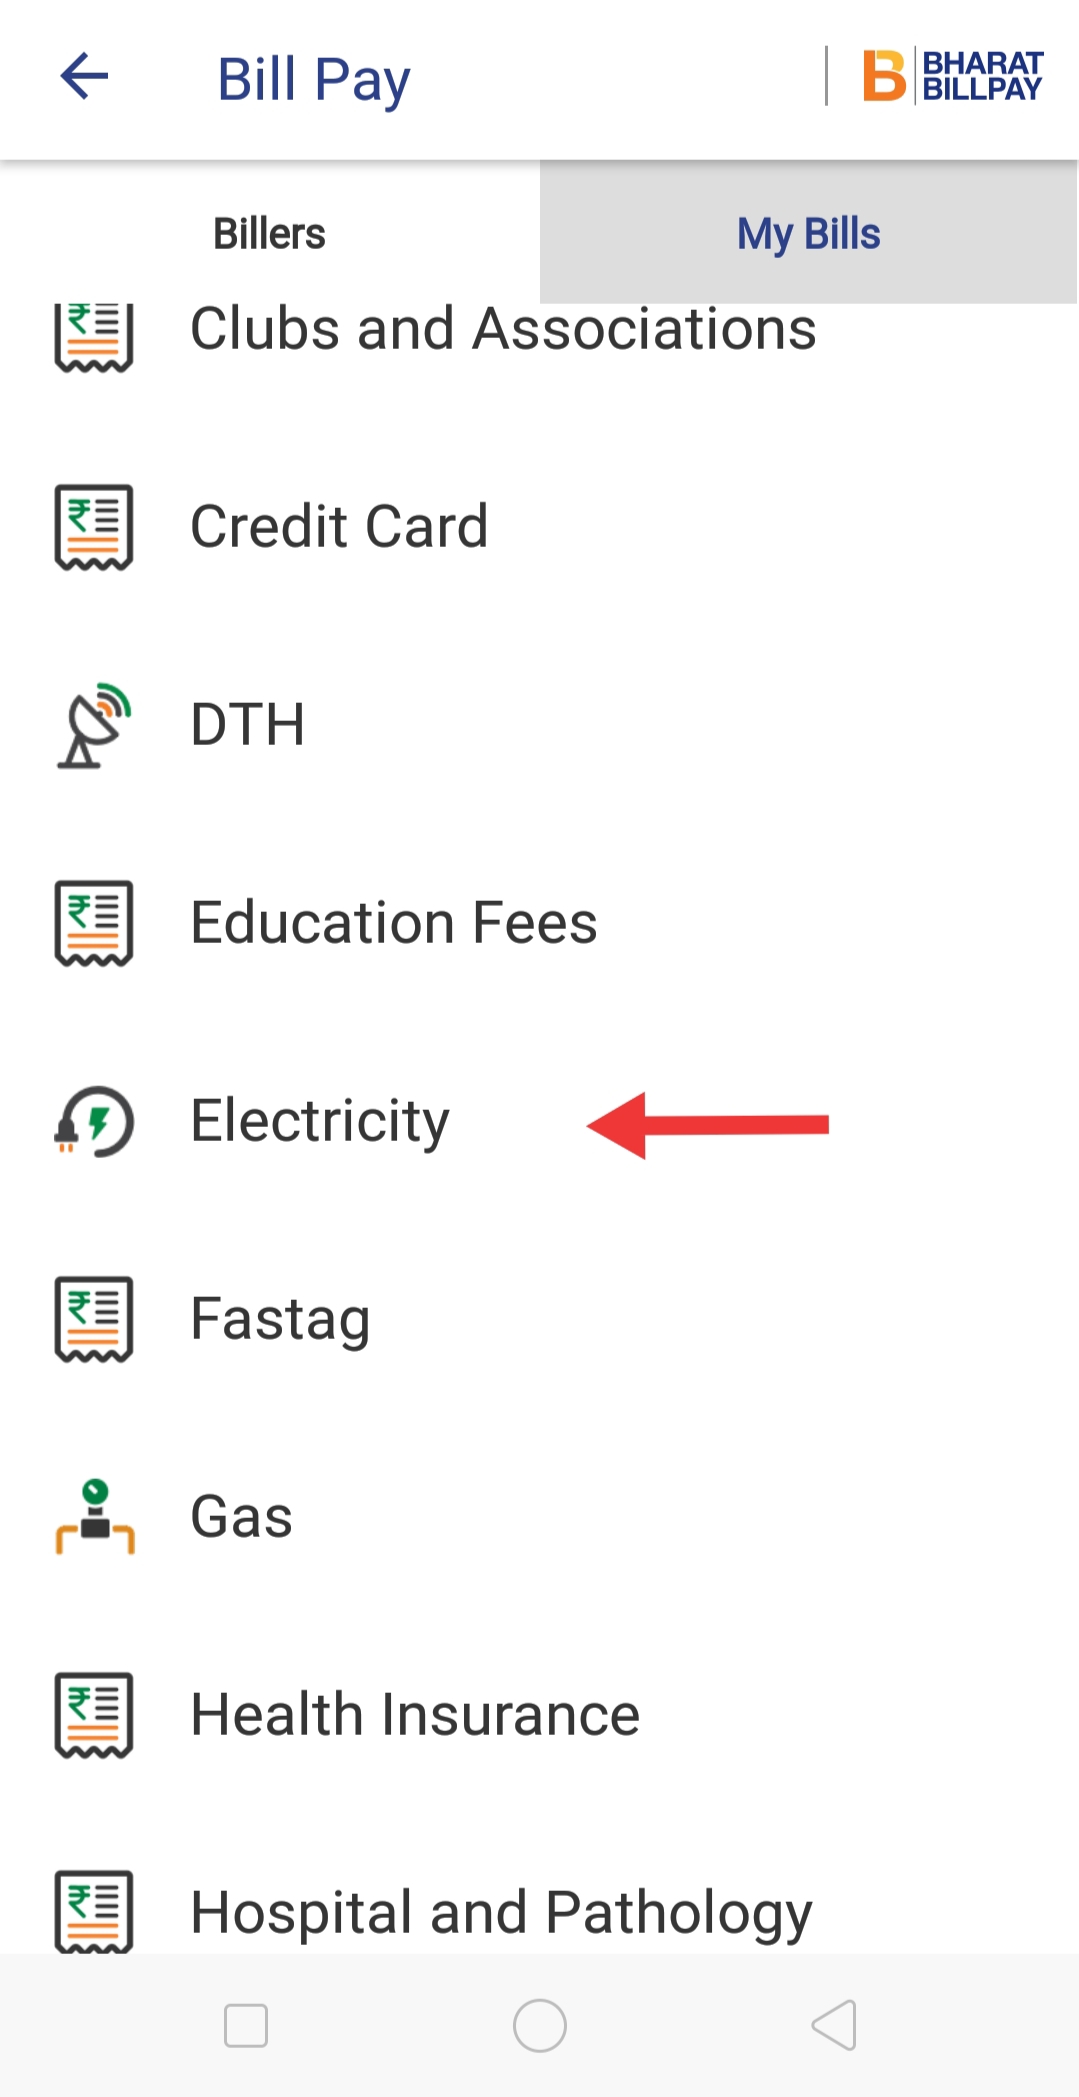 Bill Pay
BHARAT
BILLPAY
Billers
My Bills
Clubs and Associations
Credit Card
DTH
Education Fees
Electricity
Fastag
Gas
Health Insurance
Hospital and Pathology